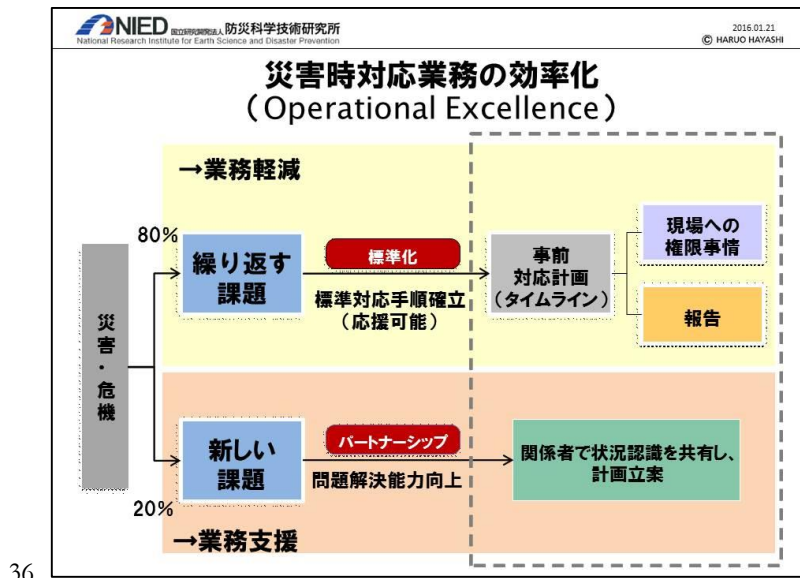 NIED 国立研究開発法人 防災科学技術研究所
National Research Institute for Earth Science and Disaster Prevention
2016.01.21
© HARUO HAYASHI
災害時対応業務の効率化
（Operational Excellence）
→業務軽減
80%
繰り返す
課題
標準化
標準対応手順確立
（応援可能）
事前
対応計画
（タイムライン）
現場への
権限事情
報告
災害・危機
新しい
課題
20%
パートナーシップ
問題解決能力向上
関係者で状況認識を共有し、
計画立案
→業務支援
36